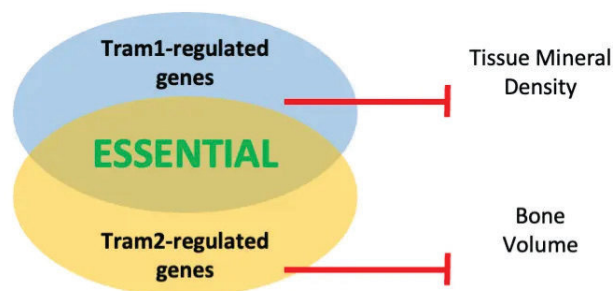 Tram1-regulated
genes
Tissue Mineral
Density
ESSENTIAL
Tram2-regulated
genes
Bone
Volume